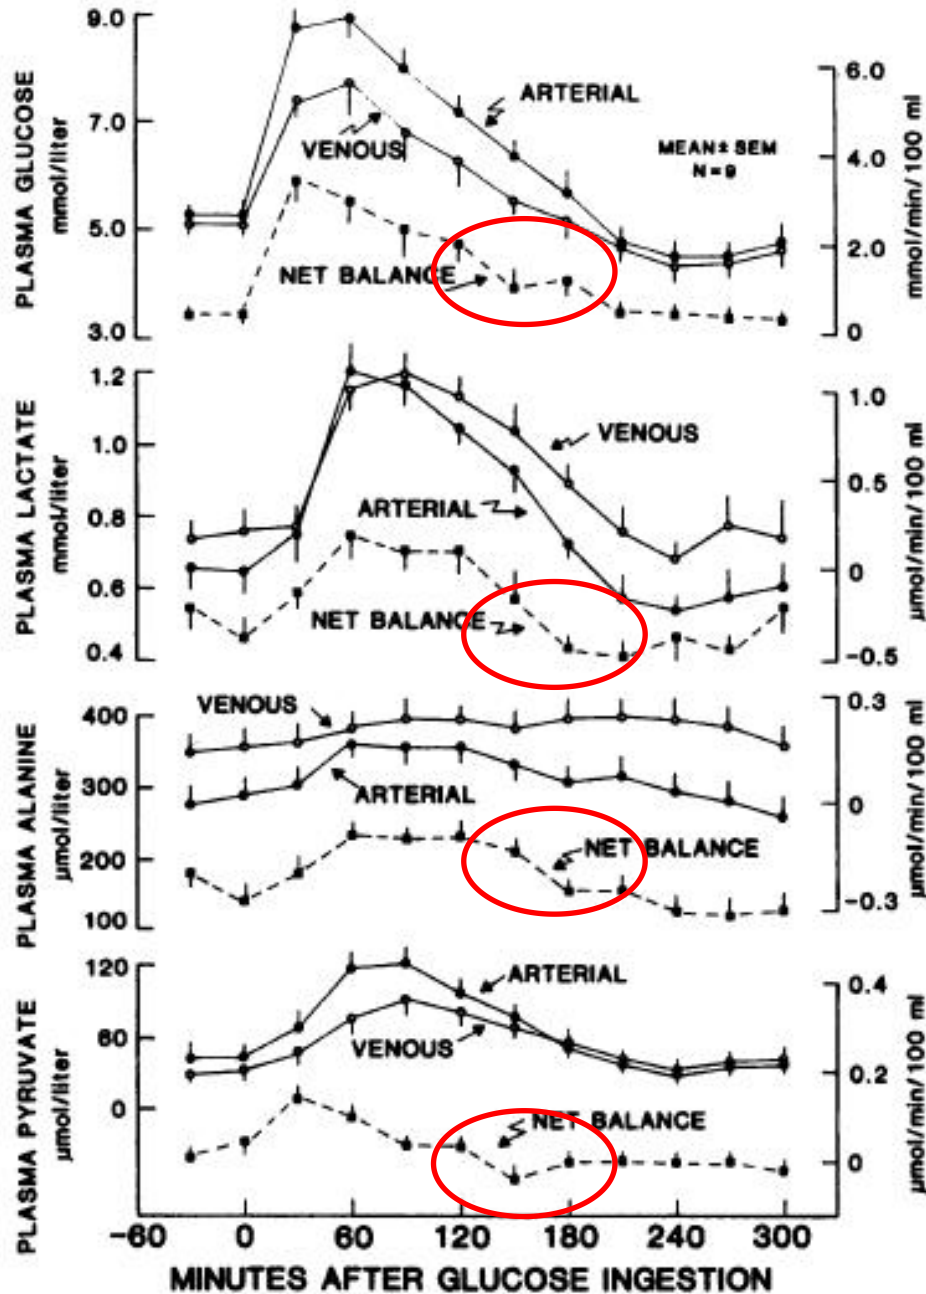 PLASMA GLUCOSE
mmol/liter
9.0
7.0
5.0
3.0
ARTERIAL
VENOUS
MEAN ± SEM
N = 9
NET BALANCE
6.0
4.0
2.0
0
mmol/min/100 ml
PLASMA LACTATE
mmol/liter
1.2
1.0
0.8
0.6
0.4
VENOUS
ARTERIAL
NET BALANCE
1.0
0.5
0
-0.5
µmol/min/100 ml
PLASMA ALANINE
µmol/liter
400
300
200
100
VENOUS
ARTERIAL
NET BALANCE
0.3
0
-0.3
µmol/min/100 ml
PLASMA PYRUVATE
µmol/liter
120
60
0
ARTERIAL
VENOUS
NET BALANCE
0.4
0.2
0
µmol/min/100 ml
-60 0 60 120 180 240 300
MINUTES AFTER GLUCOSE INGESTION